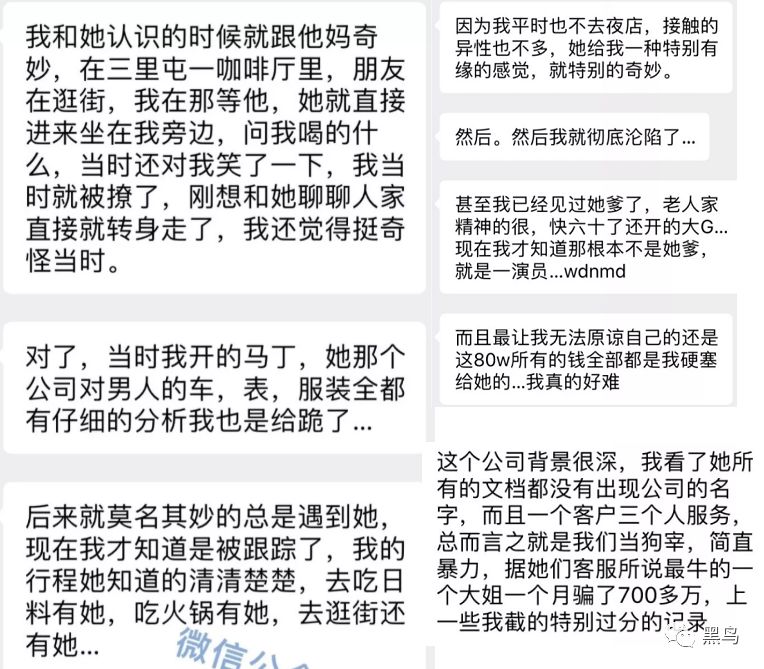 我和她认识的时候就跟他妈奇
妙，在三里屯一咖啡厅里，朋友
在逛街，我在那等他，她就直接
进来坐在我旁边，问我喝的什
么，当时还对我笑了一下，我当
时就被撩了，刚想和她聊聊人家
直接就转身走了，我还觉得挺奇
怪当时。
对了，当时我开的马丁，她那个
公司对男人的车，表，服装全都
有仔细的分析我也是给跪了...
后来就莫名其妙的总是遇到她，
现在我才知道是被跟踪了，我的
行程她知道的清清楚楚，去吃日
料有她，吃火锅有她，去逛街还
有她...
微信公
因为我平时也不去夜店，接触的
异性也不多，她给我一种特别有
缘的感觉，就特别的奇妙。
然后。然后我就彻底沦陷了...
甚至我已经见过她爹了，老人家
精神的很，快六十了还开的大G...
现在我才知道那根本不是她爹，
就是一演员...wdnmd
而且最让我无法原谅自己的还是
这80w所有的钱全部都是我硬塞
给她的...我真的好难
这个公司背景很深，我看了她所
有的文档都没有出现公司的名
字，而且一个客户三个人服务，
总而言之就是我们当狗宰，简直
暴力，据她们客服所说最牛的一
个大姐一个月骗了700多万，上
一些我截的特别过分的记录
黑鸟